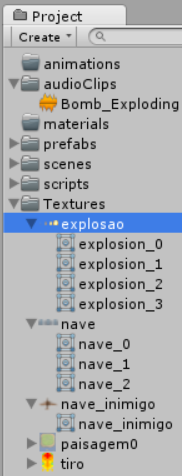 Project
Create
animations
audioClips
Bomb_Exploding
materials
prefabs
scenes
scripts
Textures
explosao
explosion_0
explosion_1
explosion_2
explosion_3
nave
nave_0
nave_1
nave_2
nave_inimigo
nave_inimigo
paisagem0
tiro